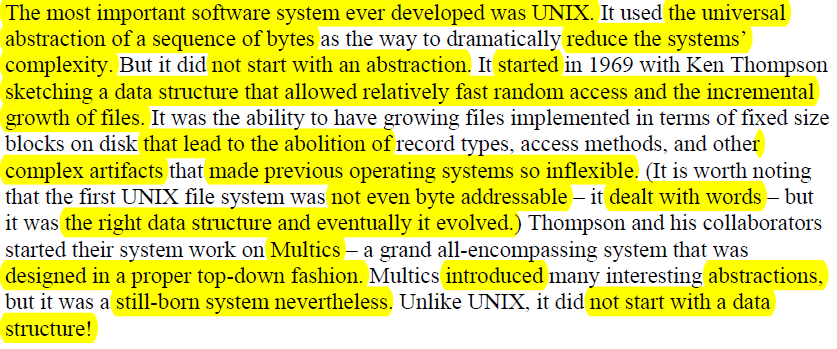 The most important software system ever developed was UNIX. It used the universal
abstraction of a sequence of bytes as the way to dramatically reduce the systems’
complexity. But it did not start with an abstraction. It started in 1969 with Ken Thompson
sketching a data structure that allowed relatively fast random access and the incremental
growth of files. It was the ability to have growing files implemented in terms of fixed size
blocks on disk that lead to the abolition of record types, access methods, and other
complex artifacts that made previous operating systems so inflexible. (It is worth noting
that the first UNIX file system was not even byte addressable – it dealt with words – but
it was the right data structure and eventually it evolved.) Thompson and his collaborators
started their system work on Multics – a grand all-encompassing system that was
designed in a proper top-down fashion. Multics introduced many interesting abstractions,
but it was a still-born system nevertheless. Unlike UNIX, it did not start with a data
structure!